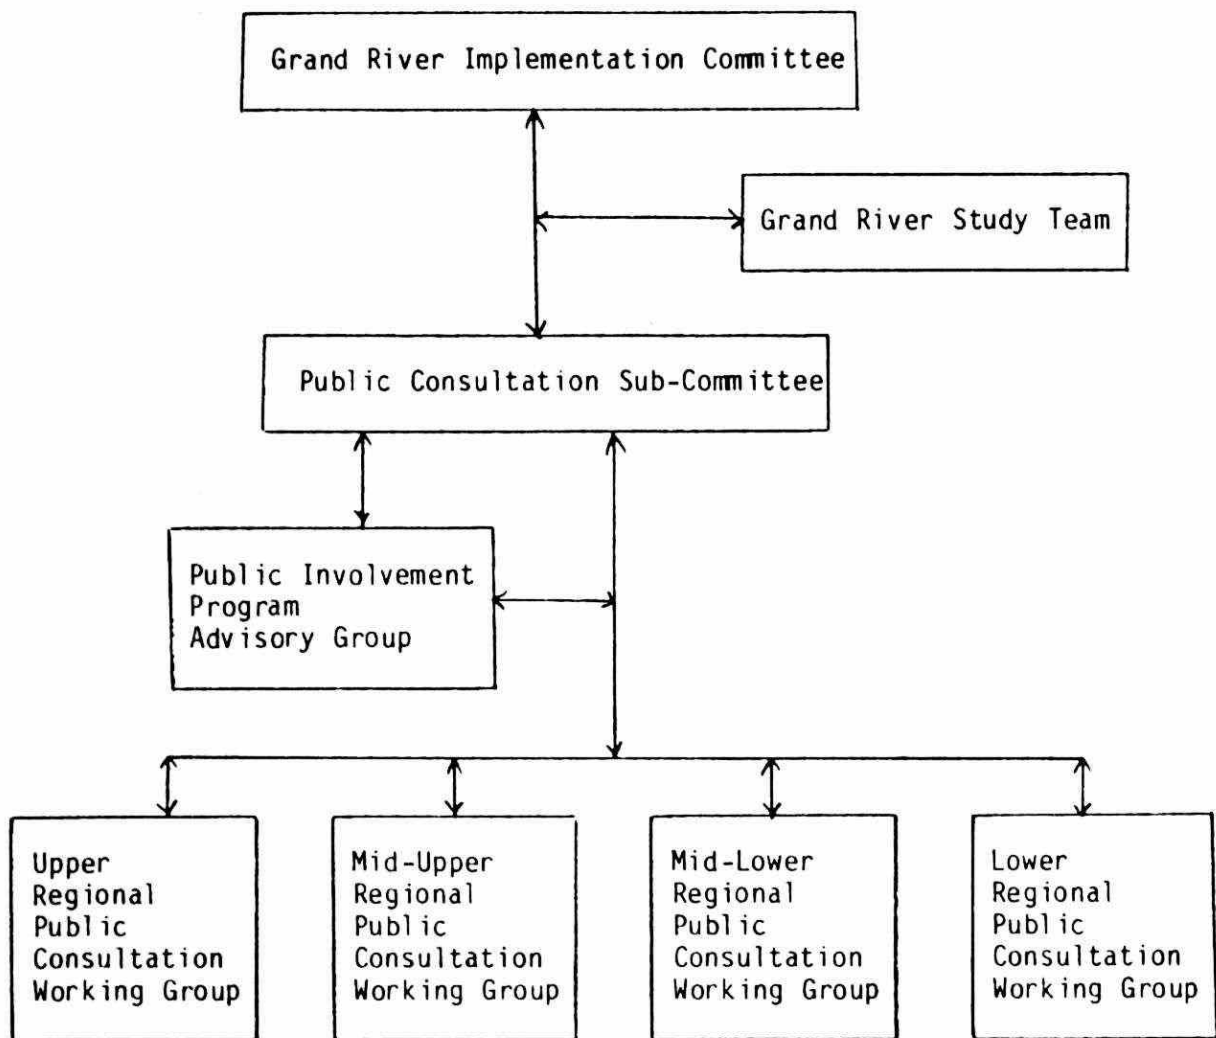 Grand River Implementation Committee
Grand River Study Team
Public Consultation Sub-Committee
Public Involvement
Program
Advisory Group
Upper
Regional
Public
Consultation
Working Group
Mid-Upper
Regional
Public
Consultation
Working Group
Mid-Lower
Regional
Public
Consultation
Working Group
Lower
Regional
Public
Consultation
Working Group